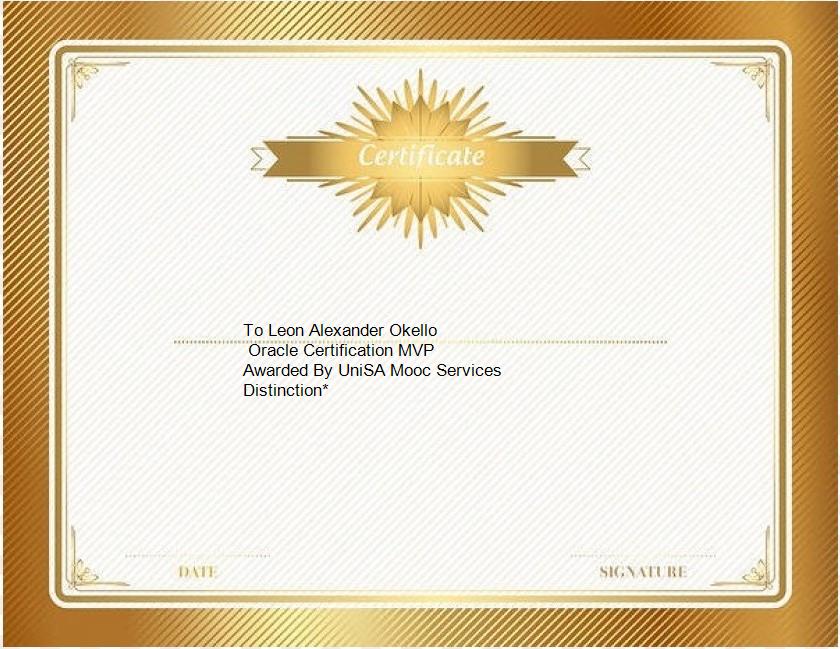 Certificate
To Leon Alexander Okello
Oracle Certification MVP
Awarded By UniSA Mooc Services
Distinction*
DATE
SIGNATURE